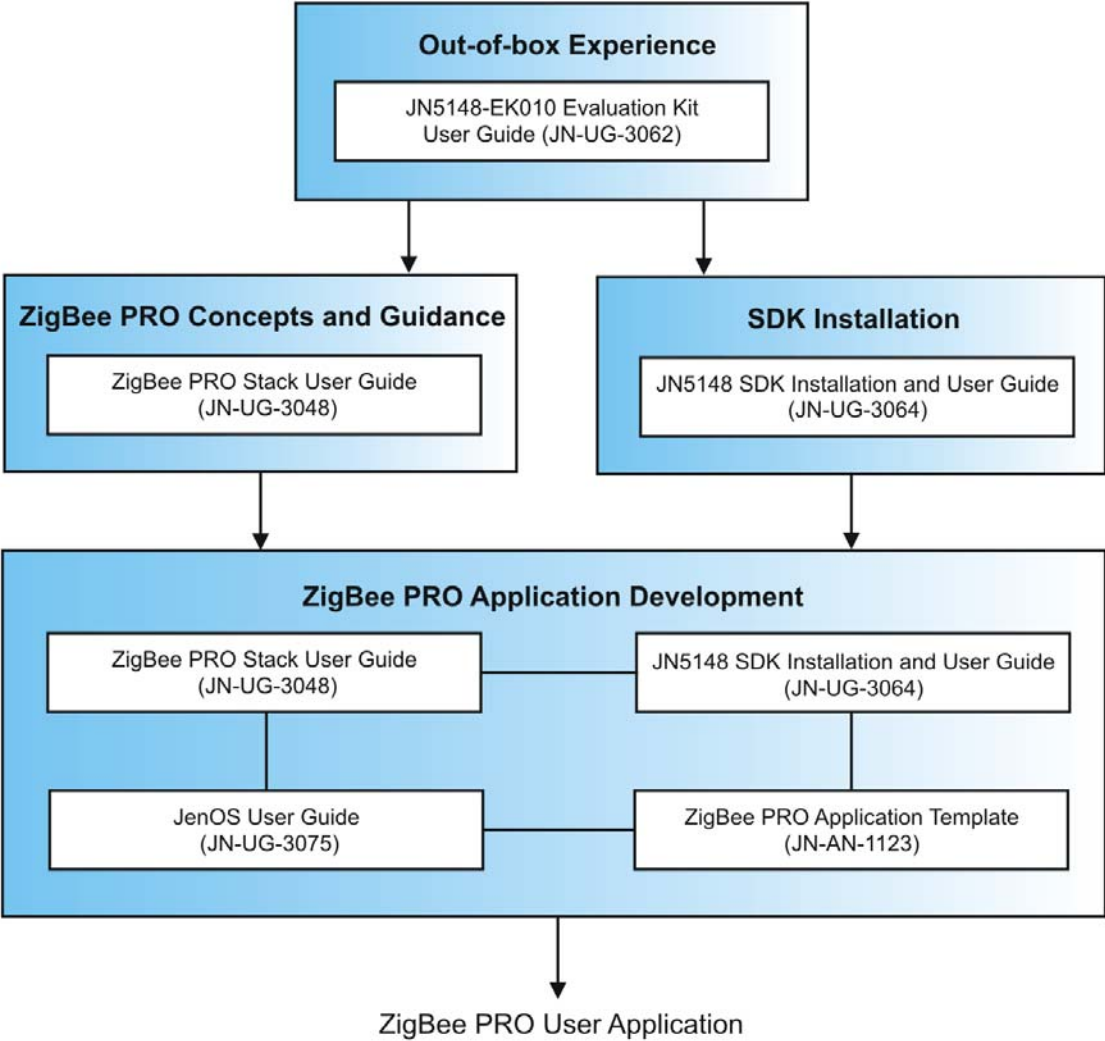 Out-of-box Experience
JN5148-EK010 Evaluation Kit
User Guide (JN-UG-3062)
ZigBee PRO Concepts and Guidance
ZigBee PRO Stack User Guide
(JN-UG-3048)
SDK Installation
JN5148 SDK Installation and User Guide
(JN-UG-3064)
ZigBee PRO Application Development
ZigBee PRO Stack User Guide
(JN-UG-3048)
JN5148 SDK Installation and User Guide
(JN-UG-3064)
JenOS User Guide
(JN-UG-3075)
ZigBee PRO Application Template
(JN-AN-1123)
ZigBee PRO User Application